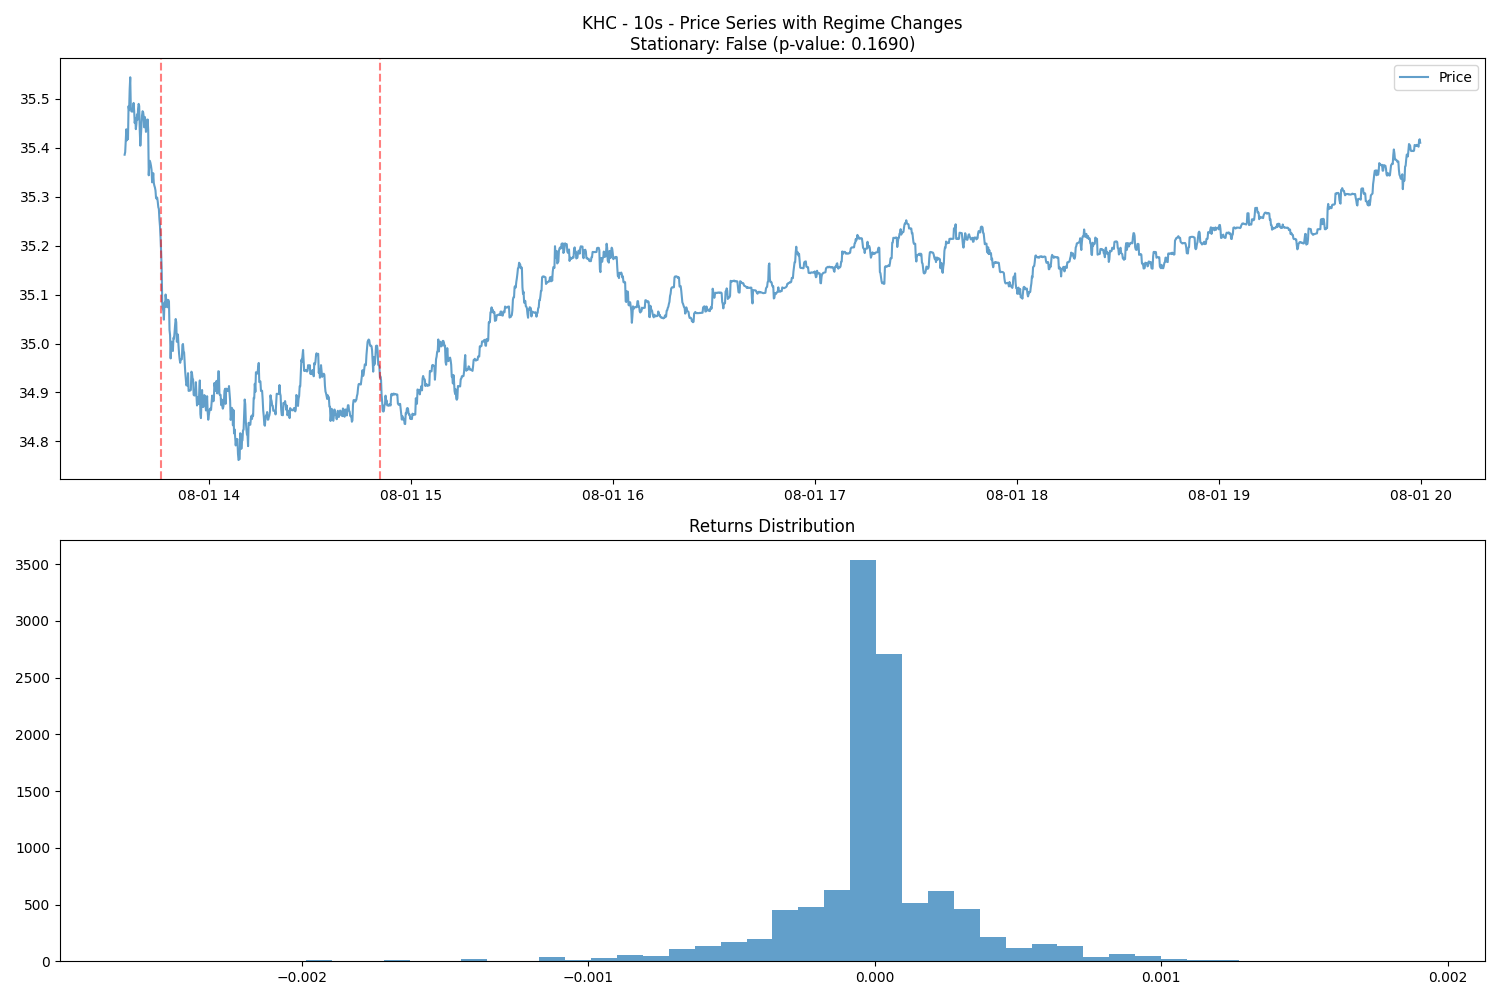 KHC - 10s - Price Series with Regime Changes
Stationary: False (p-value: 0.1690)
Price
35.5
35.4
35.3
35.2
35.1
35.0
34.9
34.8
08-01 14 08-01 15 08-01 16 08-01 17 08-01 18 08-01 19 08-01 20
Returns Distribution
3500
3000
2500
2000
1500
1000
500
0
−0.002 −0.001 0.000 0.001 0.002